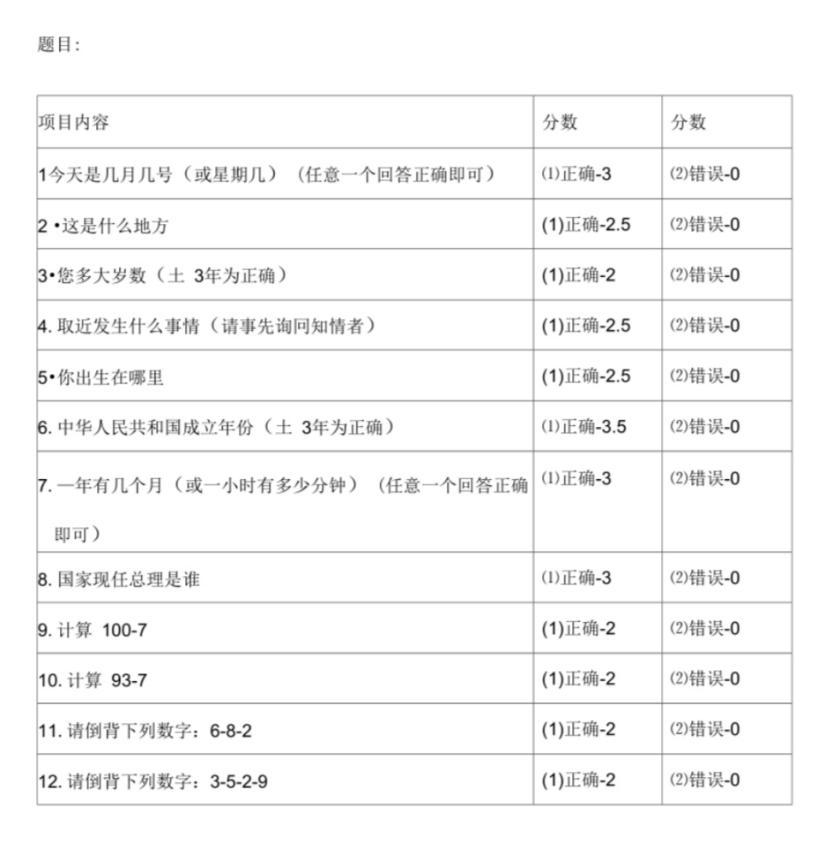 题目:
项目内容 分数 分数
1今天是几月几号（或星期几）（任意一个回答正确即可） ⑴正确-3 ⑵错误-0
2 •这是什么地方 (1)正确-2.5 ⑵错误-0
3•您多大岁数（土 3年为正确） (1)正确-2 ⑵错误-0
4. 取近发生什么事情（请事先询问知情者） (1)正确-2.5 ⑵错误-0
5•你出生在哪里 (1)正确-2.5 ⑵错误-0
6. 中华人民共和国成立年份（土 3年为正确） ⑴正确-3.5 ⑵错误-0
7. —年有几个月（或一小时有多少分钟）（任意一个回答正确 ⑴正确-3 ⑵错误-0
即可）
8. 国家现任总理是谁 ⑴正确-3 ⑵错误-0
9. 计算 100-7 (1)正确-2 ⑵错误-0
10. 计算 93-7 (1)正确-2 ⑵错误-0
11. 请倒背下列数字：6-8-2 (1)正确-2 ⑵错误-0
12. 请倒背下列数字：3-5-2-9 (1)正确-2 ⑵错误-0